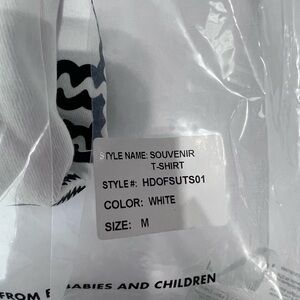 STYLE NAME: SOUVENIR
T-SHIRT
STYLE#: HDOFSUTS01
COLOR: WHITE
SIZE: M
FROM BABIES AND CHILDREN